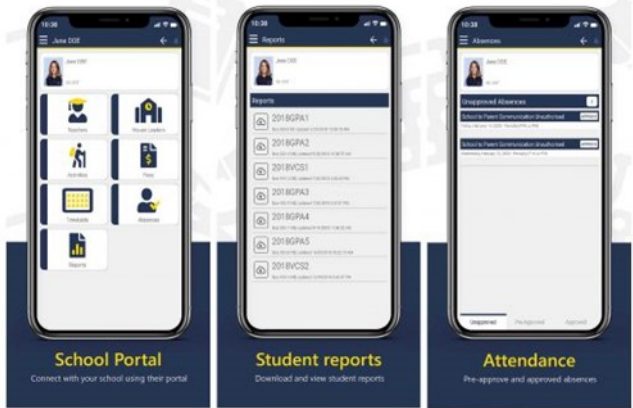 10:38
June DOE
June DOE
Teachers
House Leaders
Activities
Fees
Timetable
Absences
Reports
School Portal
Connect with your school using their portal
10:38
Reports
June DOE
Reports
2018GPA1
2018GPA2
2018VCS1
2018GPA3
2018GPA4
2018GPA5
2018VCS2
Student reports
Download and view student reports
10:38
Absences
June DOE
Unapproved Absences
School to Parent Communication Unauthorised
School to Parent Communication Unauthorised
Unapproved
Pre-Approved
Approved
Attendance
Pre-approve and approved absences